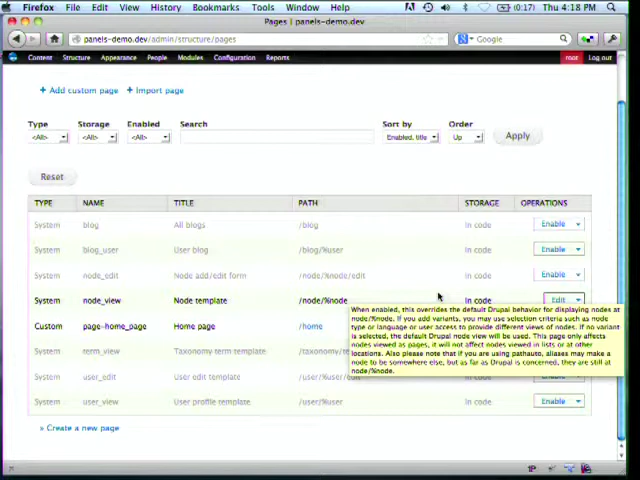 Firefox File Edit View History Bookmarks Tools Window Help (0:17) Thu 4:18 PM
Pages | panels-demo.dev
panels-demo.dev/admin/structure/pages Google
Content Structure Appearance People Modules Configuration Reports root Log out
+ Add custom page + Import page
Type Storage Enabled Search Sort by Order
<All> <All> <All> Enabled, title Up Apply
Reset
TYPE NAME TITLE PATH STORAGE OPERATIONS
System blog All blogs /blog In code Enable
System blog_user User blog /blog/%user In code Enable
System node_edit Node add/edit form /node/%node/edit In code Enable
System node_view Node template /node/%node In code Edit
Custom page-home_page Home page /home
System term_view Taxonomy term template /taxonomy/te
System user_edit User edit template /user/%user/edit
System user_view User profile template /user/%user In code Enable
When enabled, this overrides the default Drupal behavior for displaying nodes at
node/%node. If you add variants, you may use selection criteria such as node
type or language or user access to provide different views of nodes. If no variant
is selected, the default Drupal node view will be used. This page only affects
nodes viewed as pages, it will not affect nodes viewed in lists or at other
locations. Also please note that if you are using pathauto, aliases may make a
node to be somewhere else, but as far as Drupal is concerned, they are still at
node/%node.
» Create a new page